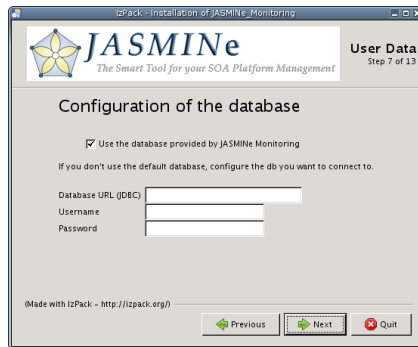 IzPack - Installation of JASMINe_Monitoring
JASMINe
The Smart Tool for your SOA Platform Management
User Data
Step 7 of 13
Configuration of the database
Use the database provided by JASMINe Monitoring
If you don't use the default database, configure the db you want to connect to.
Database URL (JDBC)
Username
Password
(Made with IzPack - http://izpack.org/)
Previous
Next
Quit